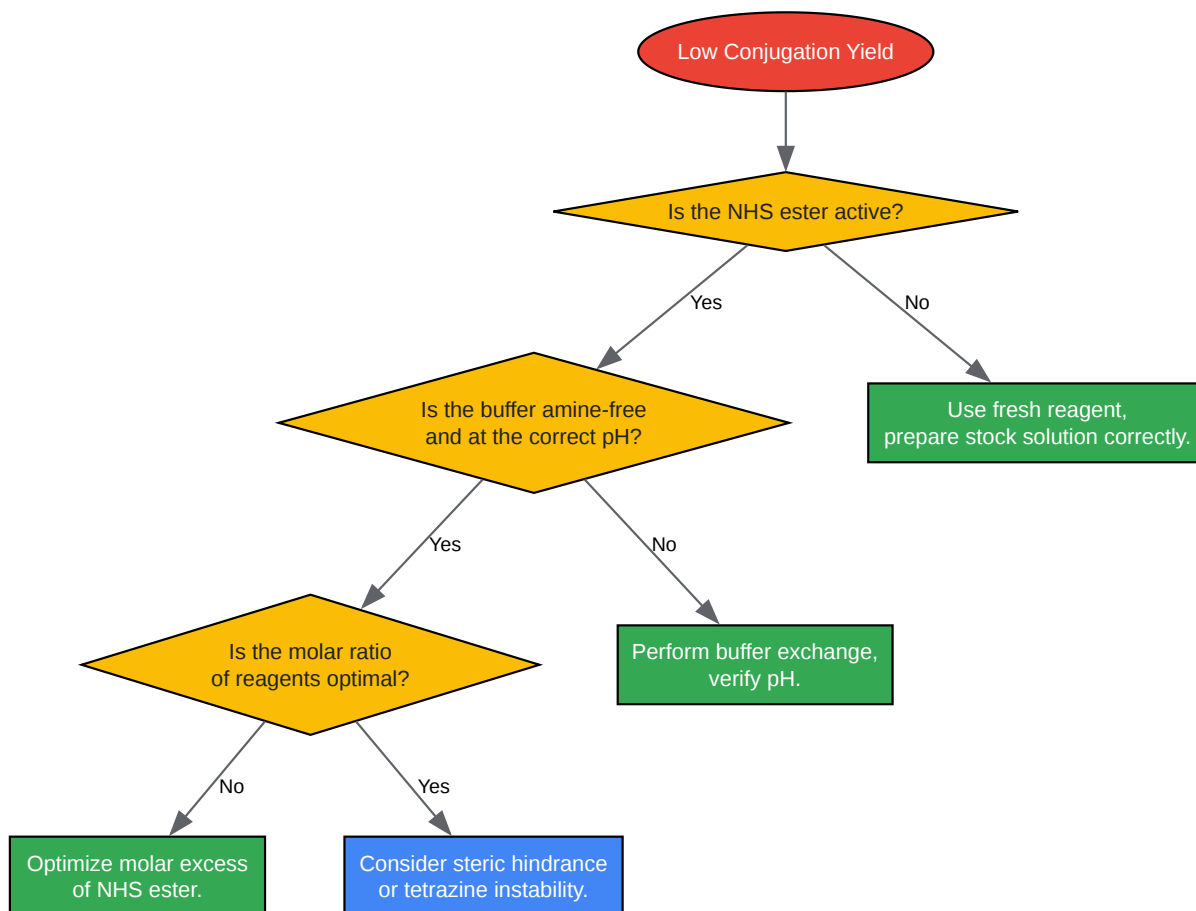 Low Conjugation Yield
Is the NHS ester active?
Yes
No
Is the buffer amine-free
and at the correct pH?
Use fresh reagent,
prepare stock solution correctly.
Yes
No
Is the molar ratio
of reagents optimal?
Perform buffer exchange,
verify pH.
No
Yes
Optimize molar excess
of NHS ester.
Consider steric hindrance
or tetrazine instability.